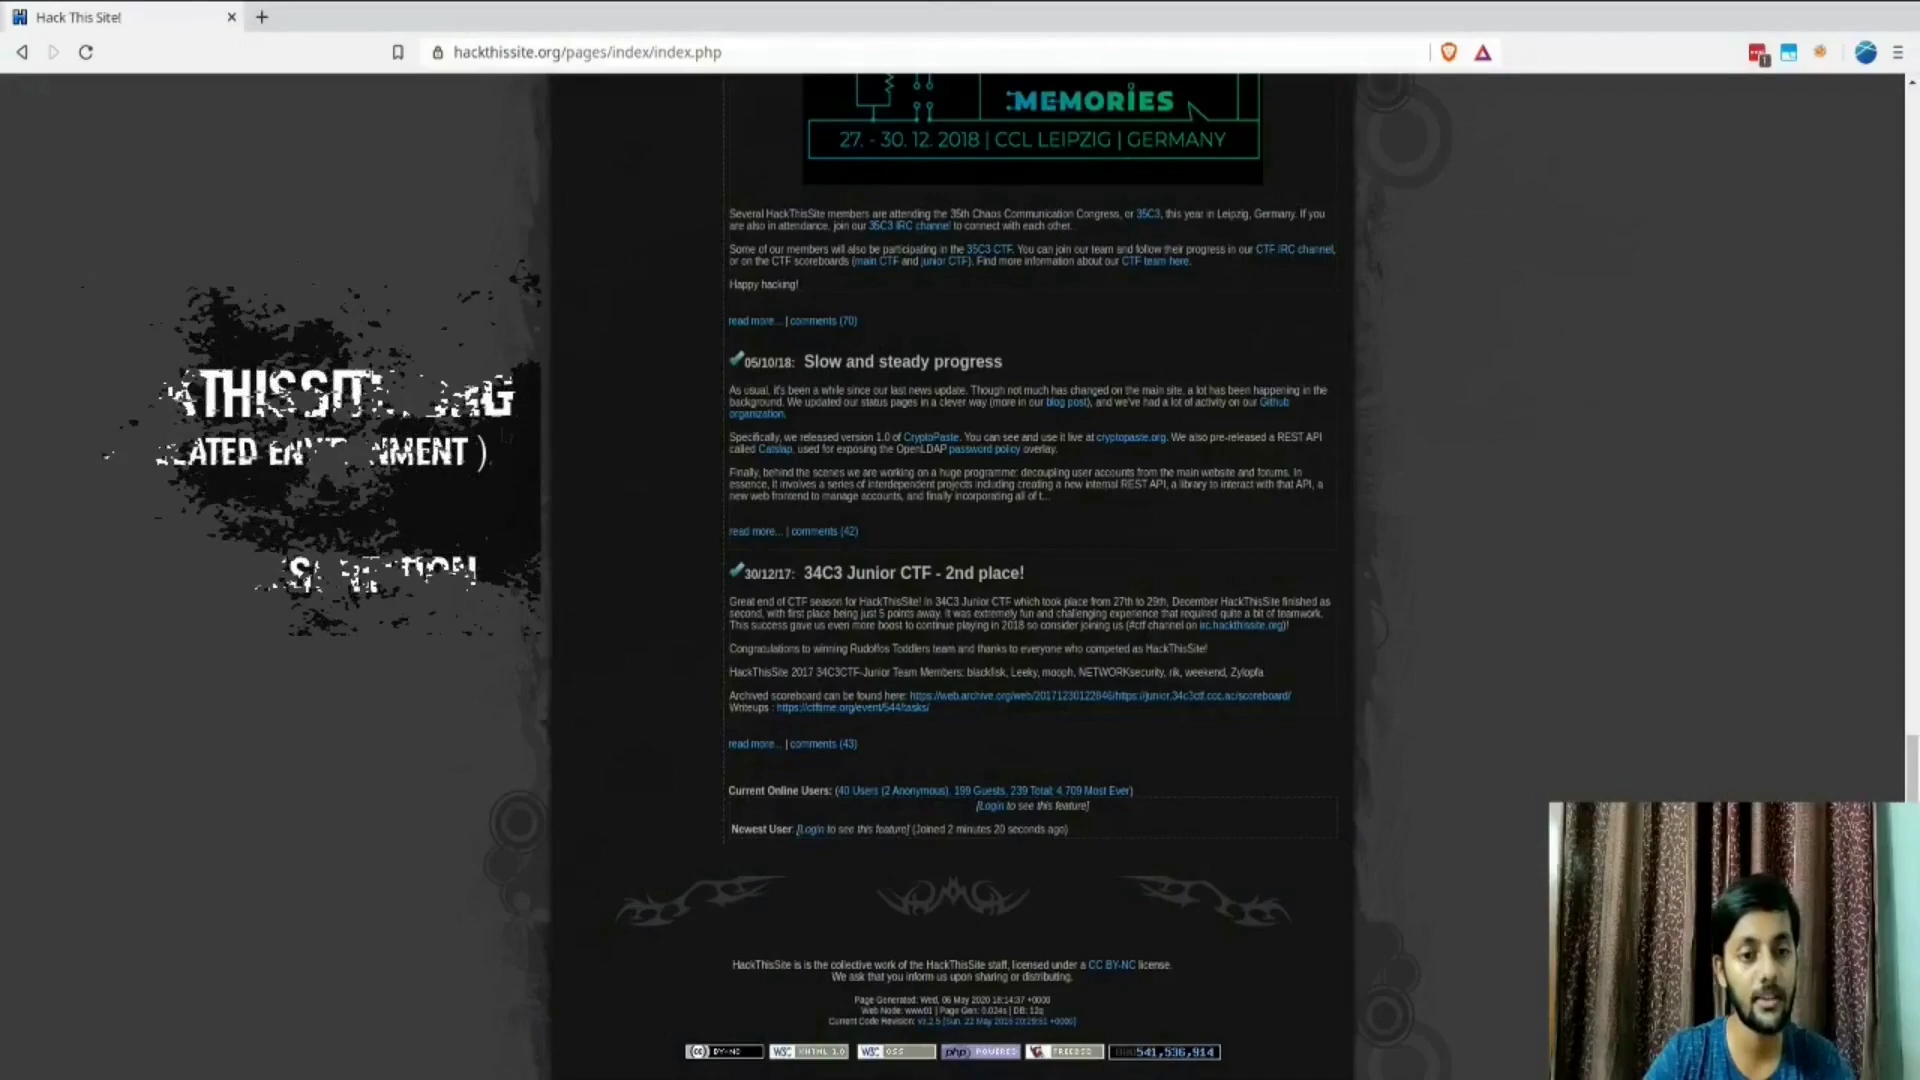 Hack This Site!
hackthissite.org/pages/index/index.php
MEMORIES
27. - 30. 12. 2018 | CCL LEIPZIG | GERMANY
Several HackThisSite members are attending the 35th Chaos Communication Congress, or 35C3, this year in Leipzig, Germany. If you
are also in attendance, join our 35C3 IRC channel to connect with each other.
Some of our members will also be participating in the 35C3 CTF. You can join our team and follow their progress in our CTF IRC channel,
or on the CTF scoreboards (main CTF and junior CTF). Find more information about our CTF team here.
Happy hacking!
read more... | comments (70)
05/10/18: Slow and steady progress
As usual, it's been a while since our last news update. Though not much has changed on the main site, a lot has been happening in the
background. We updated our status pages in a clever way (more in our blog post), and we've had a lot of activity on our Github
organization.
Specifically, we released version 1.0 of CryptoPaste. You can see and use it live at cryptopaste.org. We also pre-released a REST API
called Catslap, used for exposing the OpenLDAP password policy overlay.
Finally, behind the scenes we are working on a huge programme: decoupling user accounts from the main website and forums. In
essence, it involves a series of interdependent projects including creating a new internal REST API, a library to interact with that API, a
new web frontend to manage accounts, and finally incorporating all of t...
read more... | comments (42)
30/12/17: 34C3 Junior CTF - 2nd place!
Great end of CTF season for HackThisSite! In 34C3 Junior CTF which took place from 27th to 29th, December HackThisSite finished as
second, with first place being just 5 points away. It was extremely fun and challenging experience that required quite a bit of teamwork.
This success gave us even more boost to continue playing in 2018 so consider joining us (#ctf channel on irc.hackthissite.org)!
Congratulations to winning Rudolfos Toddlers team and thanks to everyone who competed as HackThisSite!
HackThisSite 2017 34C3CTF-Junior Team Members: blackfisk, Leeky, mooph, NETWORKsecurity, rik, weekend, Zylopfa
Archived scoreboard can be found here: https://web.archive.org/web/20171230122846/https://junior.34c3ctf.ccc.ac/scoreboard/
Writeups : https://ctftime.org/event/544/tasks/
read more... | comments (43)
Current Online Users: (40 Users (2 Anonymous), 199 Guests, 239 Total; 4,709 Most Ever)
[Login to see this feature]
Newest User: [Login to see this feature] (Joined 2 minutes 20 seconds ago)
HackThisSite is is the collective work of the HackThisSite staff, licensed under a CC BY-NC license.
We ask that you inform us upon sharing or distributing.
Page Generated: Wed, 06 May 2020 18:14:37 +0000
Web Node: www01 | Page Gen: 0.024s | DB: 12q
Current Code Revision:
(cc) BY-NC W3C XHTML 1.0 W3C php POWERED 541,536,914